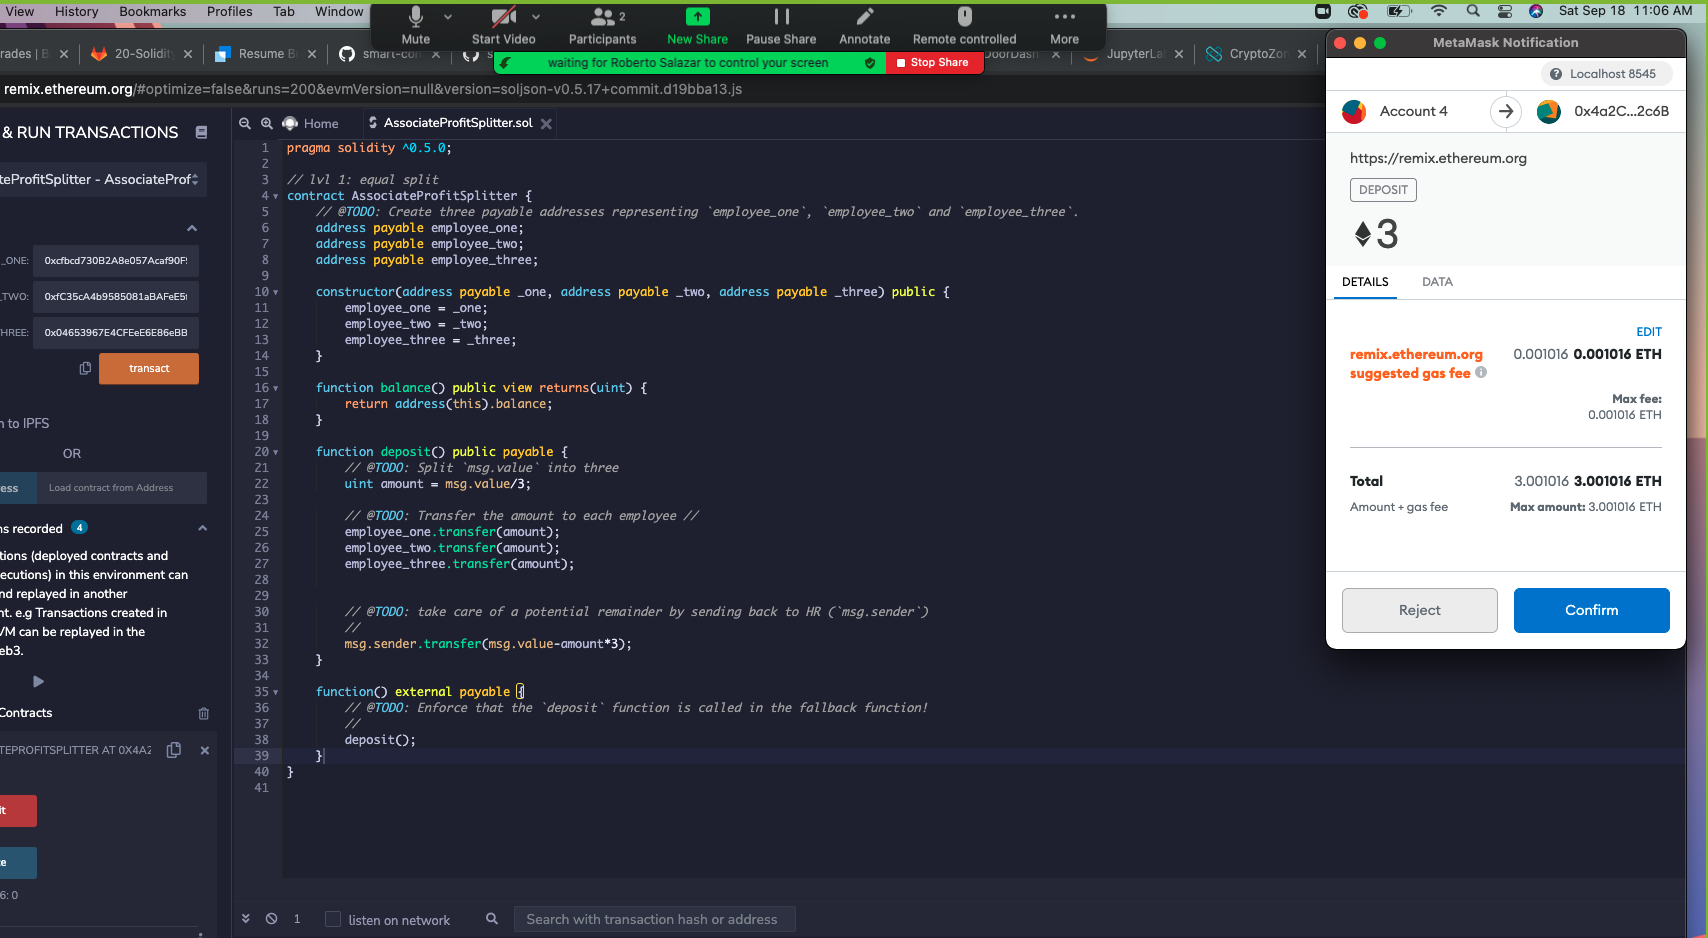 View History Bookmarks Profiles Tab Window
Sat Sep 18 11:06 AM
Mute
Start Video
2
Participants
New Share
Pause Share
Annotate
Remote controlled
More
waiting for Roberto Salazar to control your screen
Stop Share
rades | B
20-Solidity
Resume B
smart-con
s
DoorDash
JupyterLa
CryptoZon
remix.ethereum.org/#optimize=false&runs=200&evmVersion=null&version=soljson-v0.5.17+commit.d19bba13.js
& RUN TRANSACTIONS
teProfitSplitter - AssociateProf
_ONE: 0xcfbcd730B2A8e057Acaf90F
_TWO: 0xfC35cA4b9585081aBAFeE5
HREE: 0x04653967E4CFEeE6E86eBB
transact
n to IPFS
OR
ess
Load contract from Address
ns recorded 4
tions (deployed contracts and
ecutions) in this environment can
nd replayed in another
nt. e.g Transactions created in
VM can be replayed in the
eb3.
Contracts
TEPROFITSPLITTER AT 0X4A2
it
e
6: 0
Home
AssociateProfitSplitter.sol
1 pragma solidity ^0.5.0;
2
3 // lvl 1: equal split
4 contract AssociateProfitSplitter {
5 // @TODO: Create three payable addresses representing `employee_one`, `employee_two` and `employee_three`.
6 address payable employee_one;
7 address payable employee_two;
8 address payable employee_three;
9
10 constructor(address payable _one, address payable _two, address payable _three) public {
11 employee_one = _one;
12 employee_two = _two;
13 employee_three = _three;
14 }
15
16 function balance() public view returns(uint) {
17 return address(this).balance;
18 }
19
20 function deposit() public payable {
21 // @TODO: Split `msg.value` into three
22 uint amount = msg.value/3;
23
24 // @TODO: Transfer the amount to each employee //
25 employee_one.transfer(amount);
26 employee_two.transfer(amount);
27 employee_three.transfer(amount);
28
29
30 // @TODO: take care of a potential remainder by sending back to HR (`msg.sender`)
31 //
32 msg.sender.transfer(msg.value-amount*3);
33 }
34
35 function() external payable {
36 // @TODO: Enforce that the `deposit` function is called in the fallback function!
37 //
38 deposit();
39 }
40 }
41
1
listen on network
Search with transaction hash or address
MetaMask Notification
Localhost 8545
Account 4
0x4a2C...2c6B
https://remix.ethereum.org
DEPOSIT
3
DETAILS
DATA
EDIT
remix.ethereum.org 0.001016 0.001016 ETH
suggested gas fee
Max fee:
0.001016 ETH
Total 3.001016 3.001016 ETH
Amount + gas fee Max amount: 3.001016 ETH
Reject
Confirm